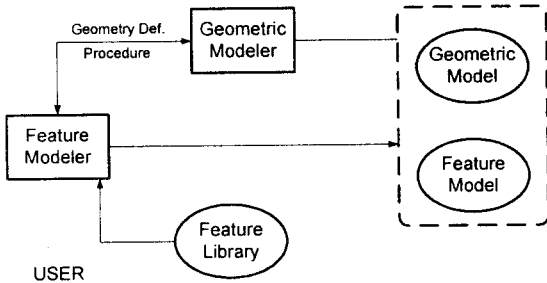 Geometry Def.
Procedure
Geometric
Modeler
Geometric
Model
Feature
Modeler
Feature
Model
Feature
Library
USER